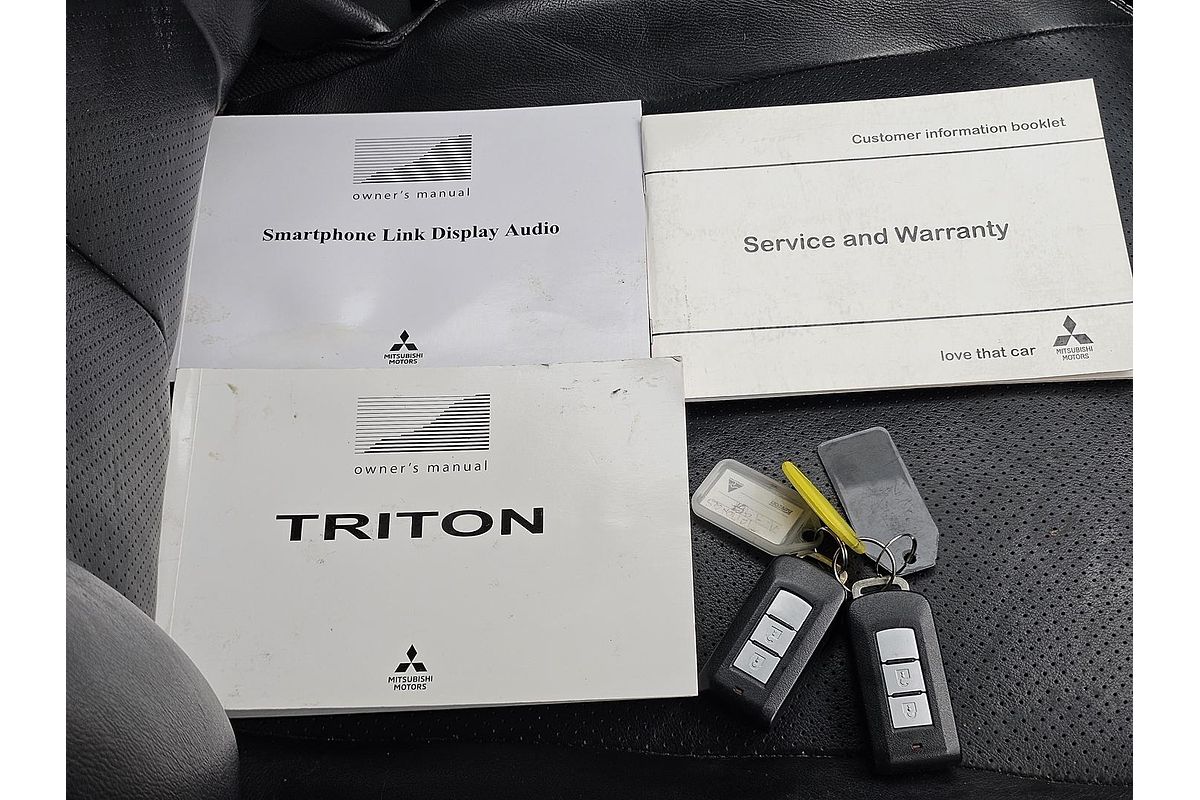 owner's manual
Smartphone Link Display Audio
MITSUBISHI
MOTORS
Customer information booklet
Service and Warranty
love that car
MITSUBISHI
MOTORS
owner's manual
TRITON
MITSUBISHI
MOTORS